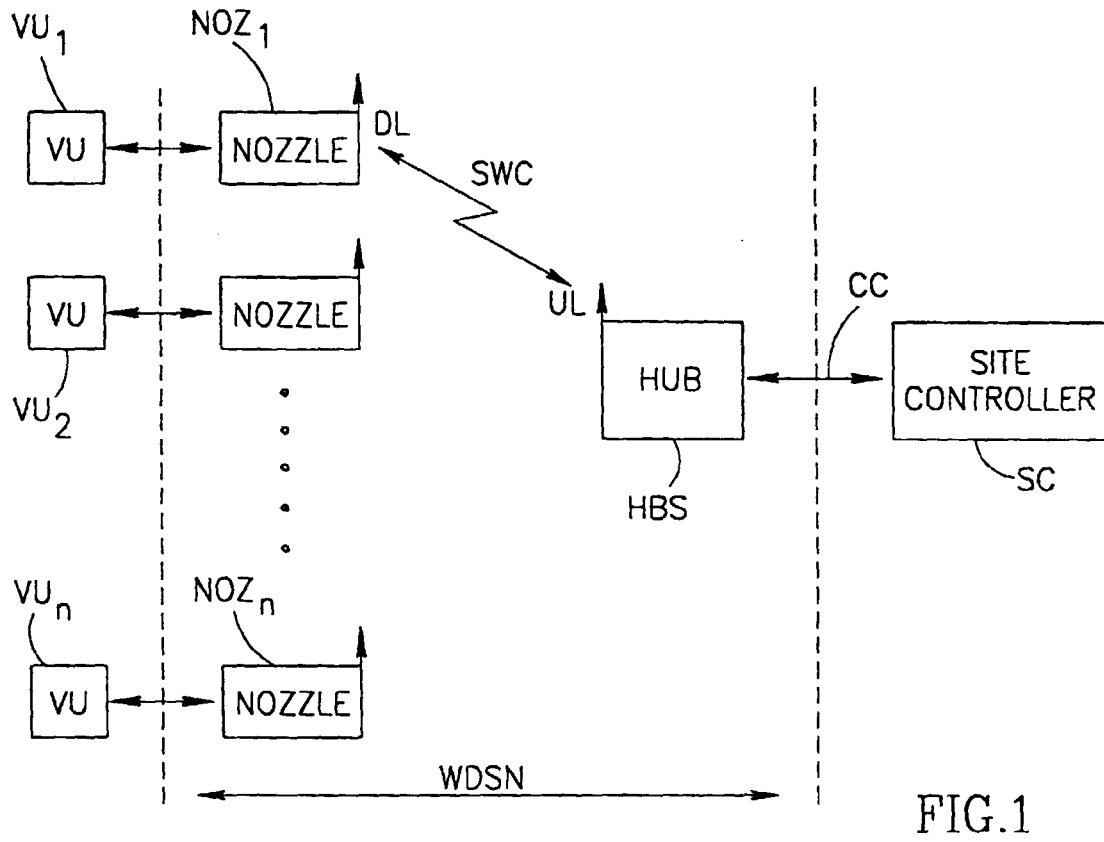 VU₁
NOZ₁
VU
NOZZLE
DL
SWC
VU
NOZZLE
VU₂
UL
HUB
HBS
CC
SITE
CONTROLLER
SC
VUₙ
NOZₙ
VU
NOZZLE
WDSN
FIG.1